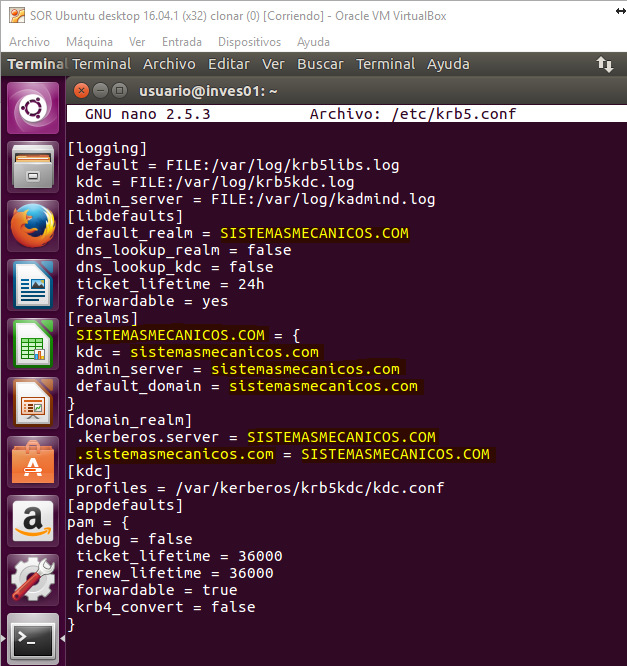 SOR Ubuntu desktop 16.04.1 (x32) clonar (0) [Corriendo] - Oracle VM VirtualBox
Archivo Máquina Ver Entrada Dispositivos Ayuda
Terminal Terminal Archivo Editar Ver Buscar Terminal Ayuda
usuario@inves01: ~
GNU nano 2.5.3 Archivo: /etc/krb5.conf
[logging]
default = FILE:/var/log/krb5libs.log
kdc = FILE:/var/log/krb5kdc.log
admin_server = FILE:/var/log/kadmind.log
[libdefaults]
default_realm = SISTEMASMECANICOS.COM
dns_lookup_realm = false
dns_lookup_kdc = false
ticket_lifetime = 24h
forwardable = yes
[realms]
SISTEMASMECANICOS.COM = {
kdc = sistemasmecanicos.com
admin_server = sistemasmecanicos.com
default_domain = sistemasmecanicos.com
}
[domain_realm]
.kerberos.server = SISTEMASMECANICOS.COM
.sistemasmecanicos.com = SISTEMASMECANICOS.COM
[kdc]
profiles = /var/kerberos/krb5kdc/kdc.conf
[appdefaults]
pam = {
debug = false
ticket_lifetime = 36000
renew_lifetime = 36000
forwardable = true
krb4_convert = false
}